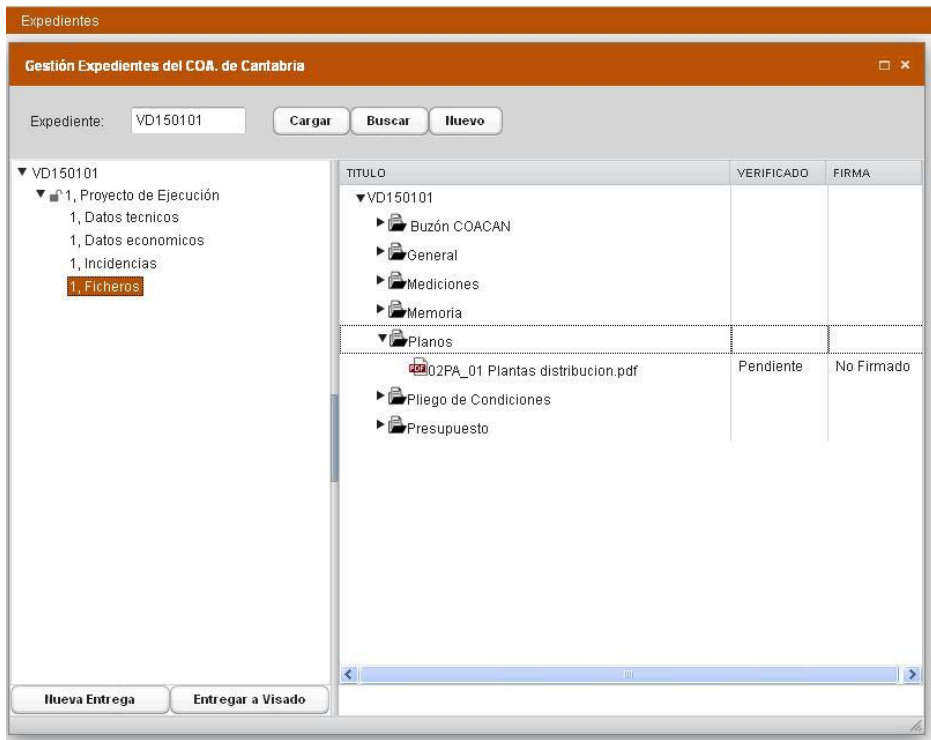 Expedientes
Gestión Expedientes del COA. de Cantabria
Expediente: VD150101 Cargar Buscar Nuevo
VD150101
1, Proyecto de Ejecución
1, Datos tecnicos
1, Datos economicos
1, Incidencias
1, Ficheros
Nueva Entrega Entregar a Visado
TITULO VERIFICADO FIRMA
VD150101
Buzón COACAN
General
Mediciones
Memoria
Planos
PDF 02PA_01 Plantas distribucion.pdf Pendiente No Firmado
Pliego de Condiciones
Presupuesto